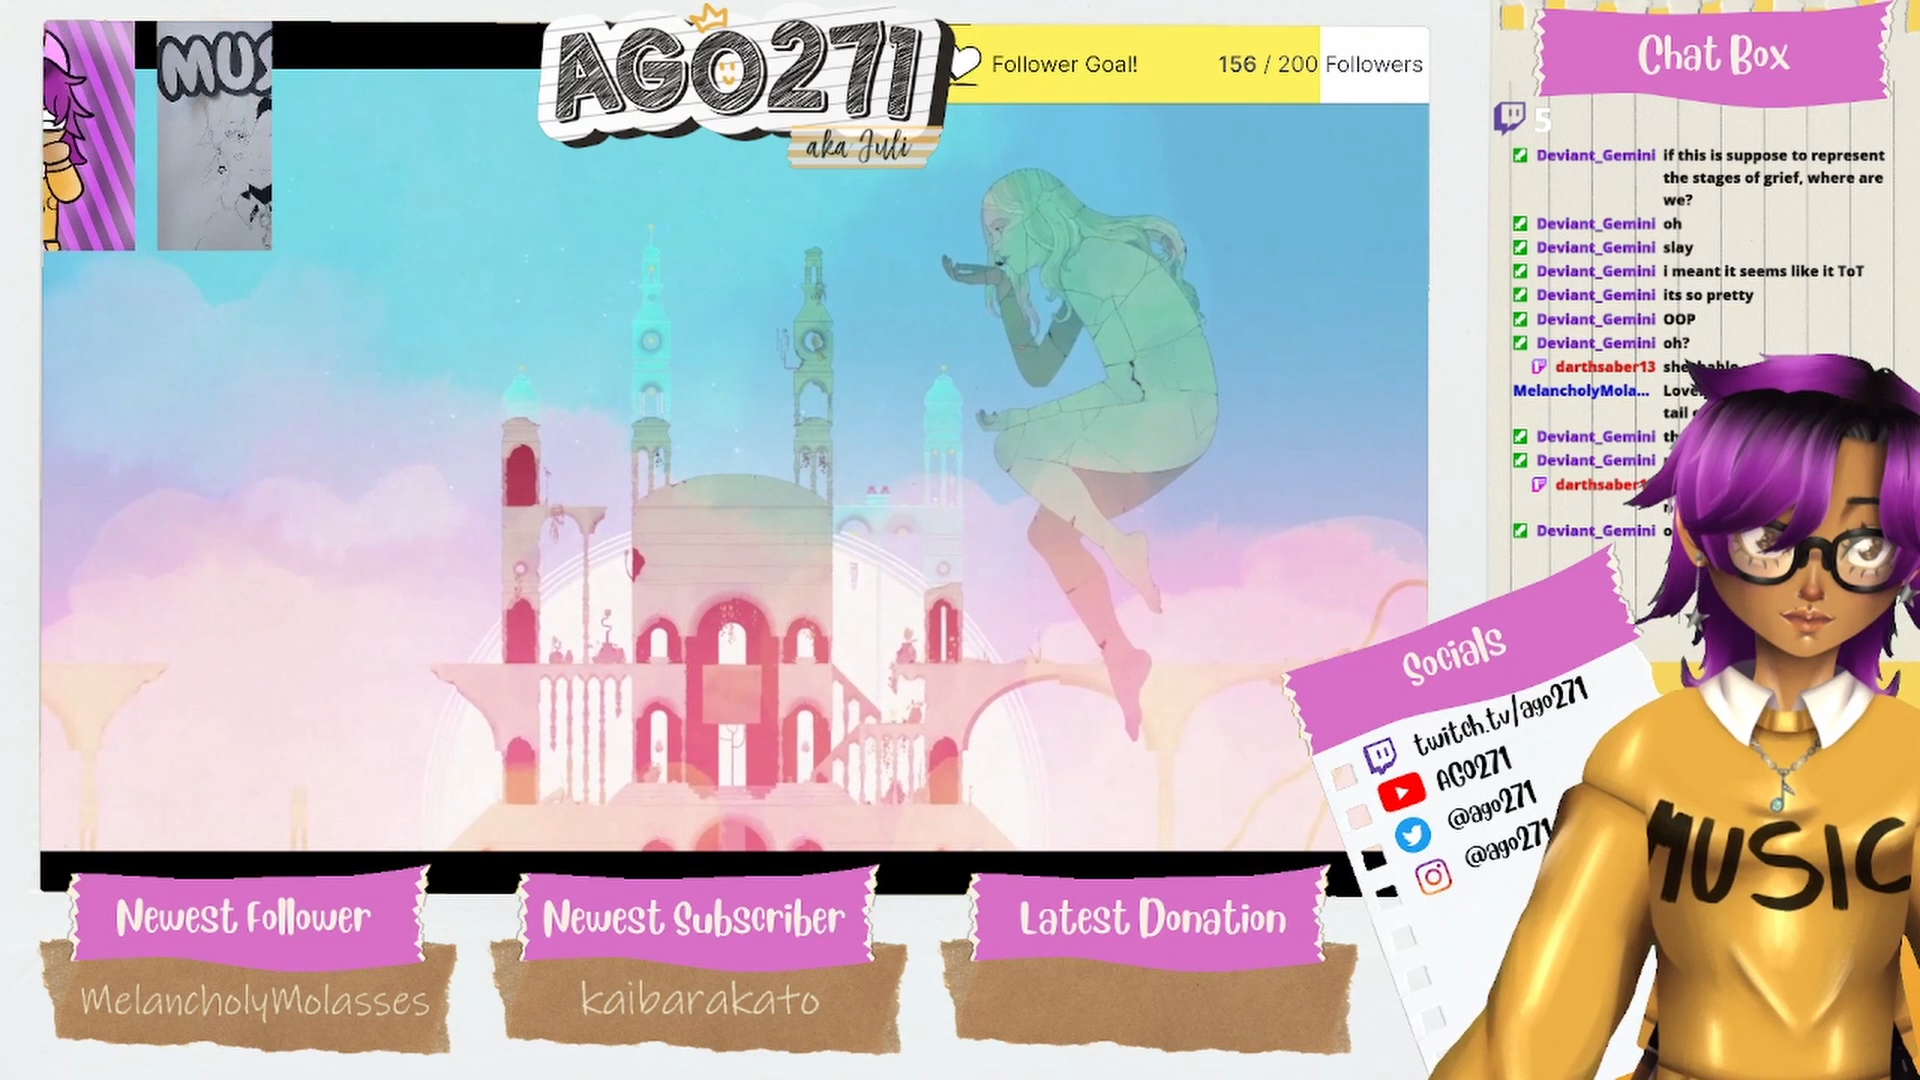 MUS
AGO271
aka Juli
Follower Goal!
156 / 200 Followers
Chat Box
5
Deviant_Gemini if this is suppose to represent
the stages of grief, where are
we?
Deviant_Gemini oh
Deviant_Gemini slay
Deviant_Gemini i meant it seems like it ToT
Deviant_Gemini its so pretty
Deviant_Gemini OOP
Deviant_Gemini oh?
darthsaber13
MelancholyMola...
tail
Deviant_Gemini
Deviant_Gemini
Deviant_Gemini
Socials
twitch.tv/ago271
AGO271
@ago271
@ago271
MUSIC
Newest Follower
MelancholyMolasses
Newest Subscriber
kaibarakato
Latest Donation